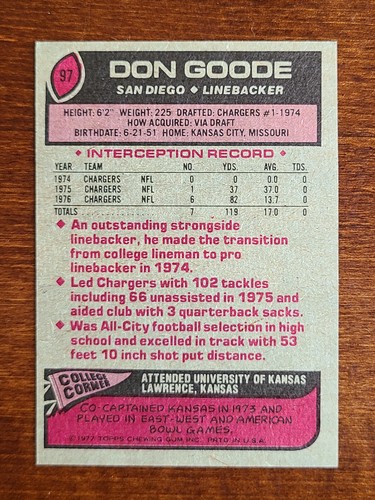 97
DON GOODE
SAN DIEGO ◆ LINEBACKER
HEIGHT: 6'2" WEIGHT: 225 DRAFTED: CHARGERS #1-1974
HOW ACQUIRED: VIA DRAFT
BIRTHDATE: 6-21-51 HOME: KANSAS CITY, MISSOURI
◆ INTERCEPTION RECORD ◆
YEAR TEAM NO. YDS. AVG. TDS.
1974 CHARGERS NFL 0 0 0.0 0
1975 CHARGERS NFL 1 37 37.0 0
1976 CHARGERS NFL 6 82 13.7 0
TOTALS 7 119 17.0 0
◆ An outstanding strongside
linebacker, he made the transition
from college lineman to pro
linebacker in 1974.
◆ Led Chargers with 102 tackles
including 66 unassisted in 1975 and
aided club with 3 quarterback sacks.
◆ Was All-City football selection in high
school and excelled in track with 53
feet 10 inch shot put distance.
COLLEGE
CORNER
ATTENDED UNIVERSITY OF KANSAS
LAWRENCE, KANSAS
CO-CAPTAINED KANSAS IN 1973 AND
PLAYED IN EAST-WEST AND AMERICAN
BOWL GAMES.
© 1977 TOPPS CHEWING GUM, INC. PRTD. IN U.S.A.